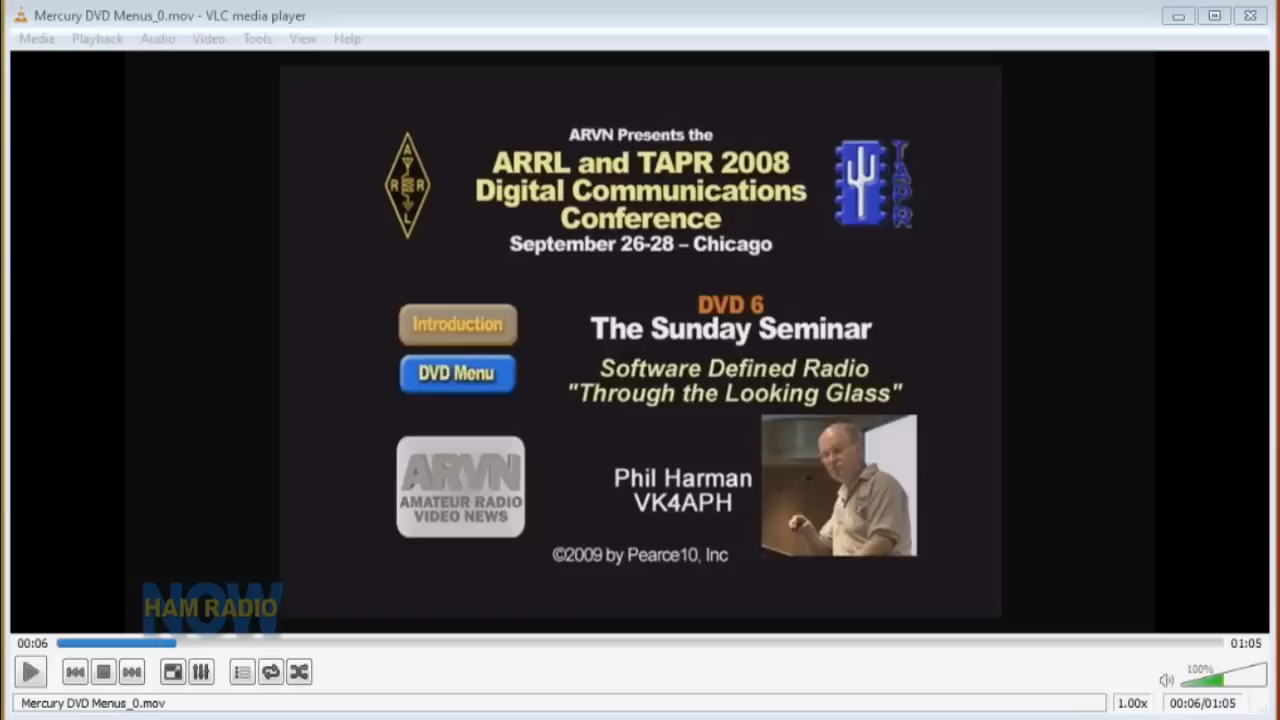 Mercury DVD Menus_0.mov - VLC media player
Media Playback Audio Video Tools View Help
ARVN Presents the
ARRL and TAPR 2008
Digital Communications
Conference
September 26-28 – Chicago
A
R R
L
TAPR
Introduction
DVD Menu
DVD 6
The Sunday Seminar
Software Defined Radio
"Through the Looking Glass"
ARVN
AMATEUR RADIO
VIDEO NEWS
Phil Harman
VK4APH
©2009 by Pearce10, Inc
NOW
HAM RADIO
00:06
01:05
100%
Mercury DVD Menus_0.mov
1.00x
00:06/01:05